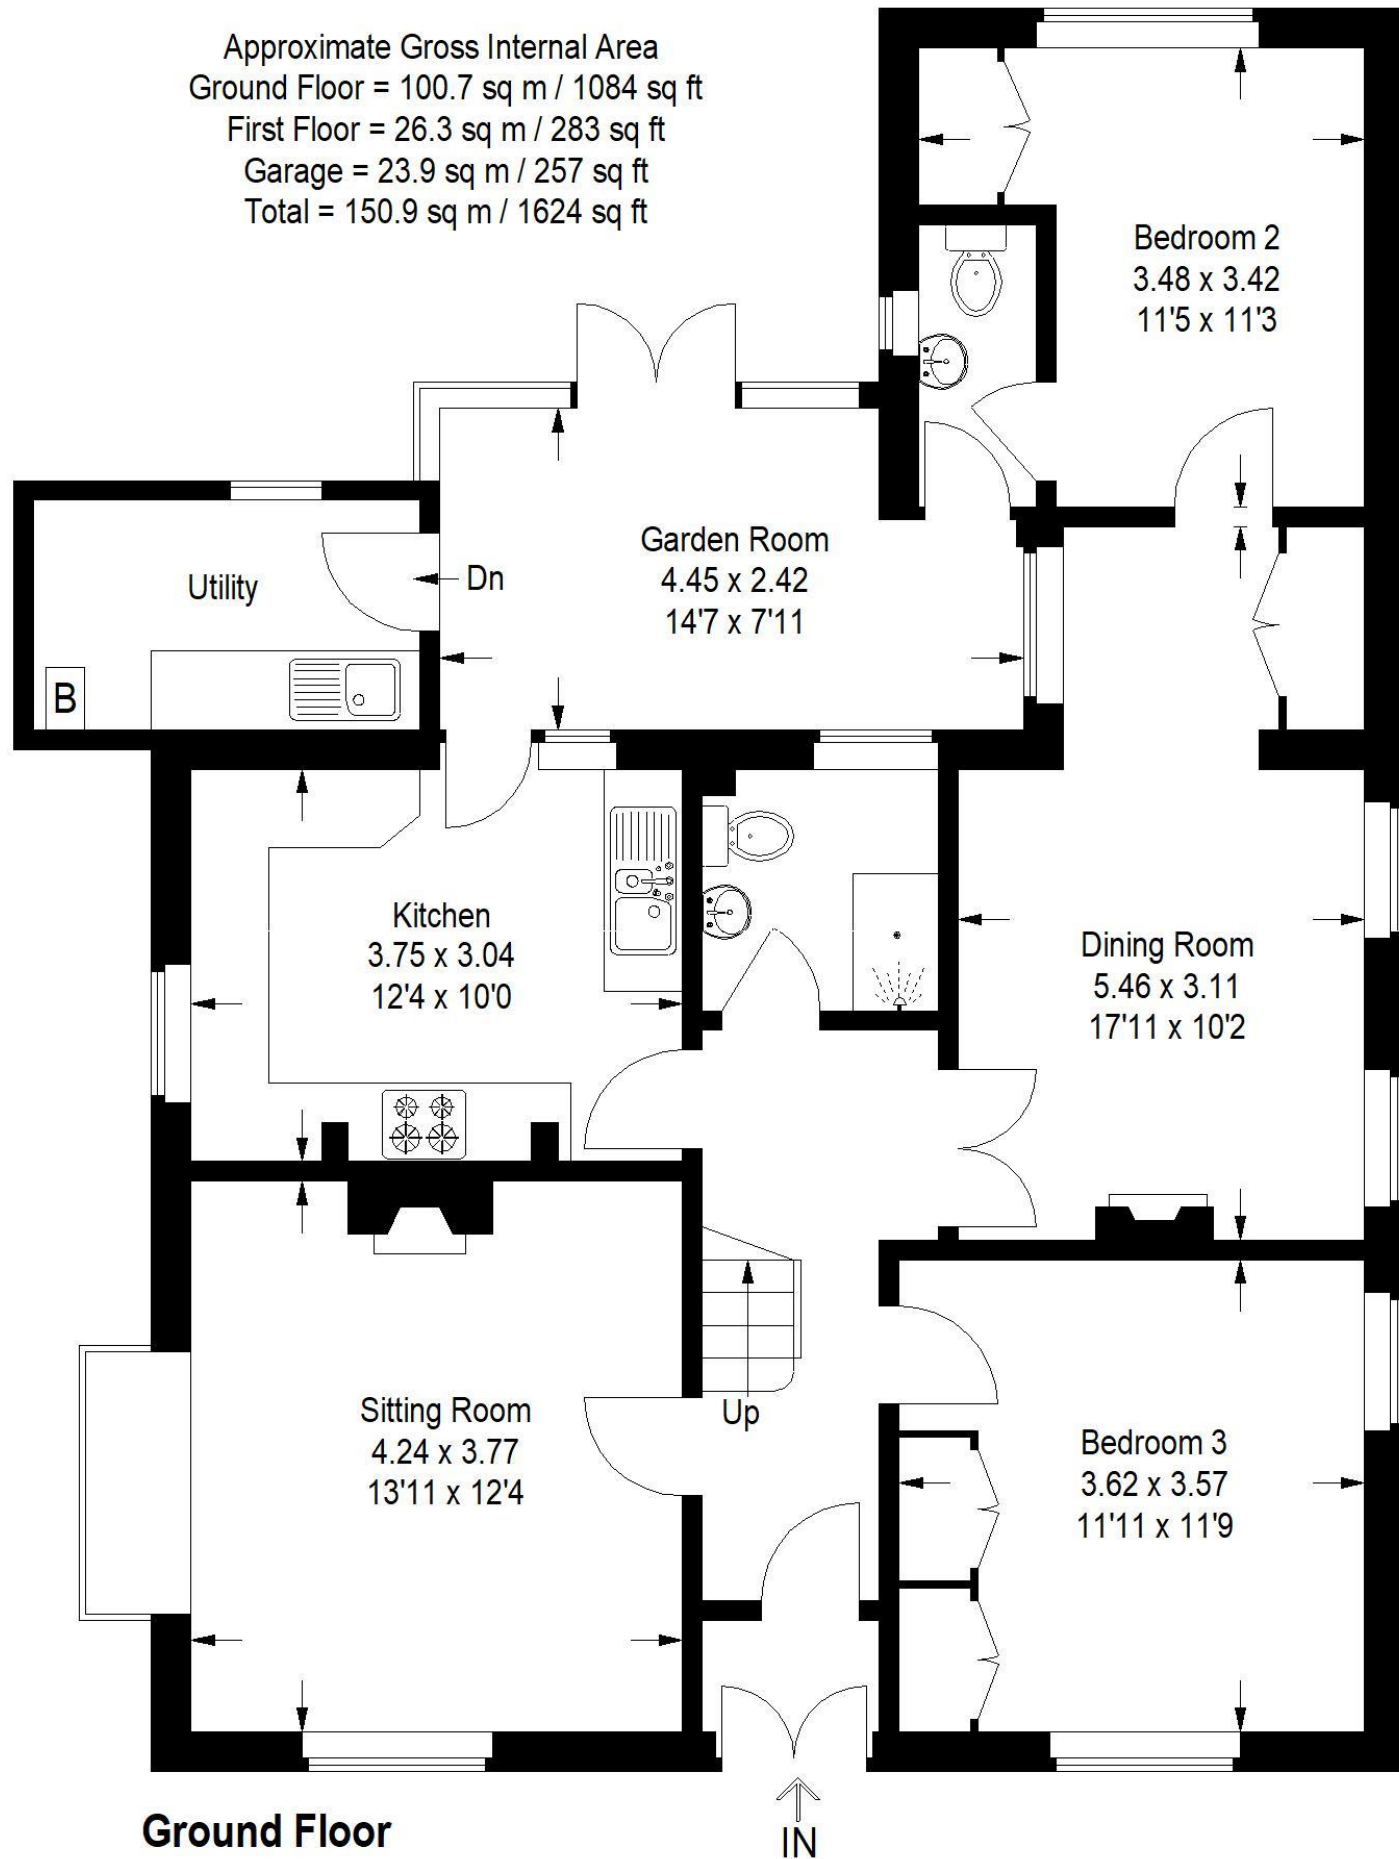 Approximate Gross Internal Area
Ground Floor = 100.7 sq m / 1084 sq ft
First Floor = 26.3 sq m / 283 sq ft
Garage = 23.9 sq m / 257 sq ft
Total = 150.9 sq m / 1624 sq ft
Bedroom 2
3.48 x 3.42
11'5 x 11'3
Garden Room
4.45 x 2.42
14'7 x 7'11
Utility
Dn
B
Kitchen
3.75 x 3.04
12'4 x 10'0
Dining Room
5.46 x 3.11
17'11 x 10'2
Sitting Room
4.24 x 3.77
13'11 x 12'4
Up
Bedroom 3
3.62 x 3.57
11'11 x 11'9
Ground Floor
IN